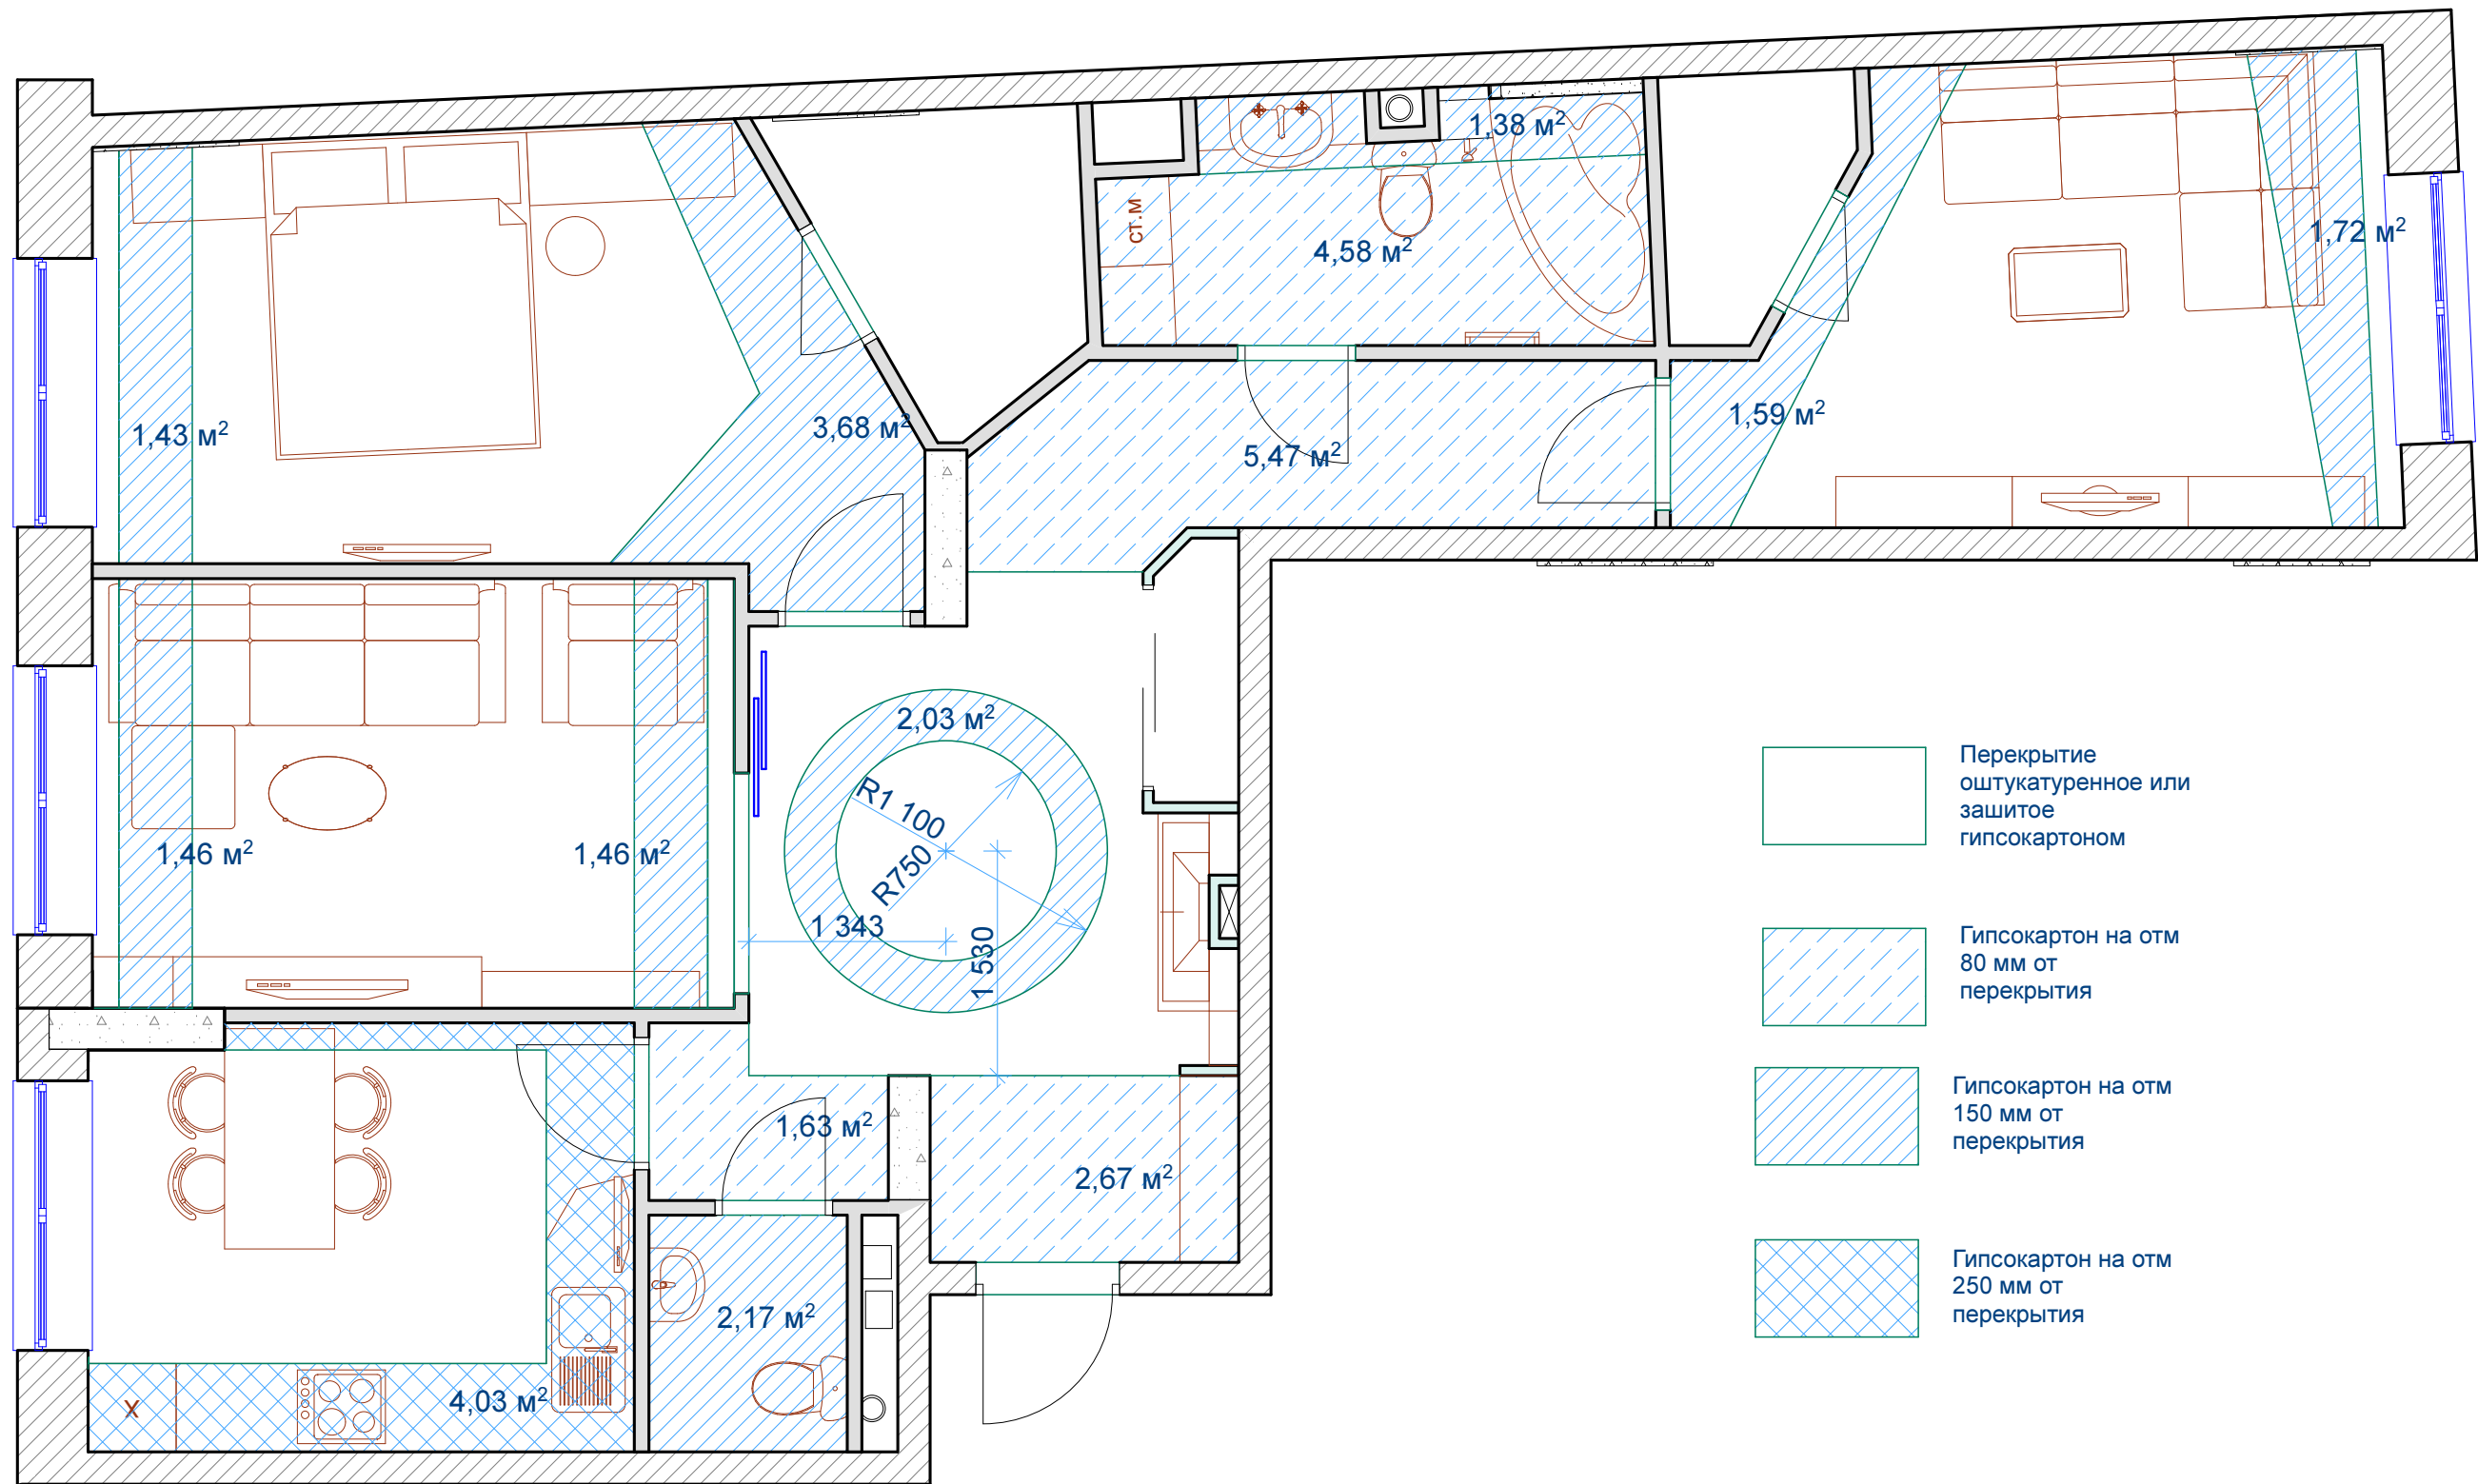 1,38 м²
ст.м
4,58 м²
1,72 м²
1,43 м²
3,68 м²
5,47 м²
1,59 м²
2,03 м²
R1 100
R750
1,46 м²
1,46 м²
1 343
1 530
Перекрытие
оштукатуренное или
зашитое
гипсокартоном
Гипсокартон на отм
80 мм от
перекрытия
1,63 м²
2,67 м²
Гипсокартон на отм
150 мм от
перекрытия
2,17 м²
Гипсокартон на отм
250 мм от
перекрытия
4,03 м²
Х